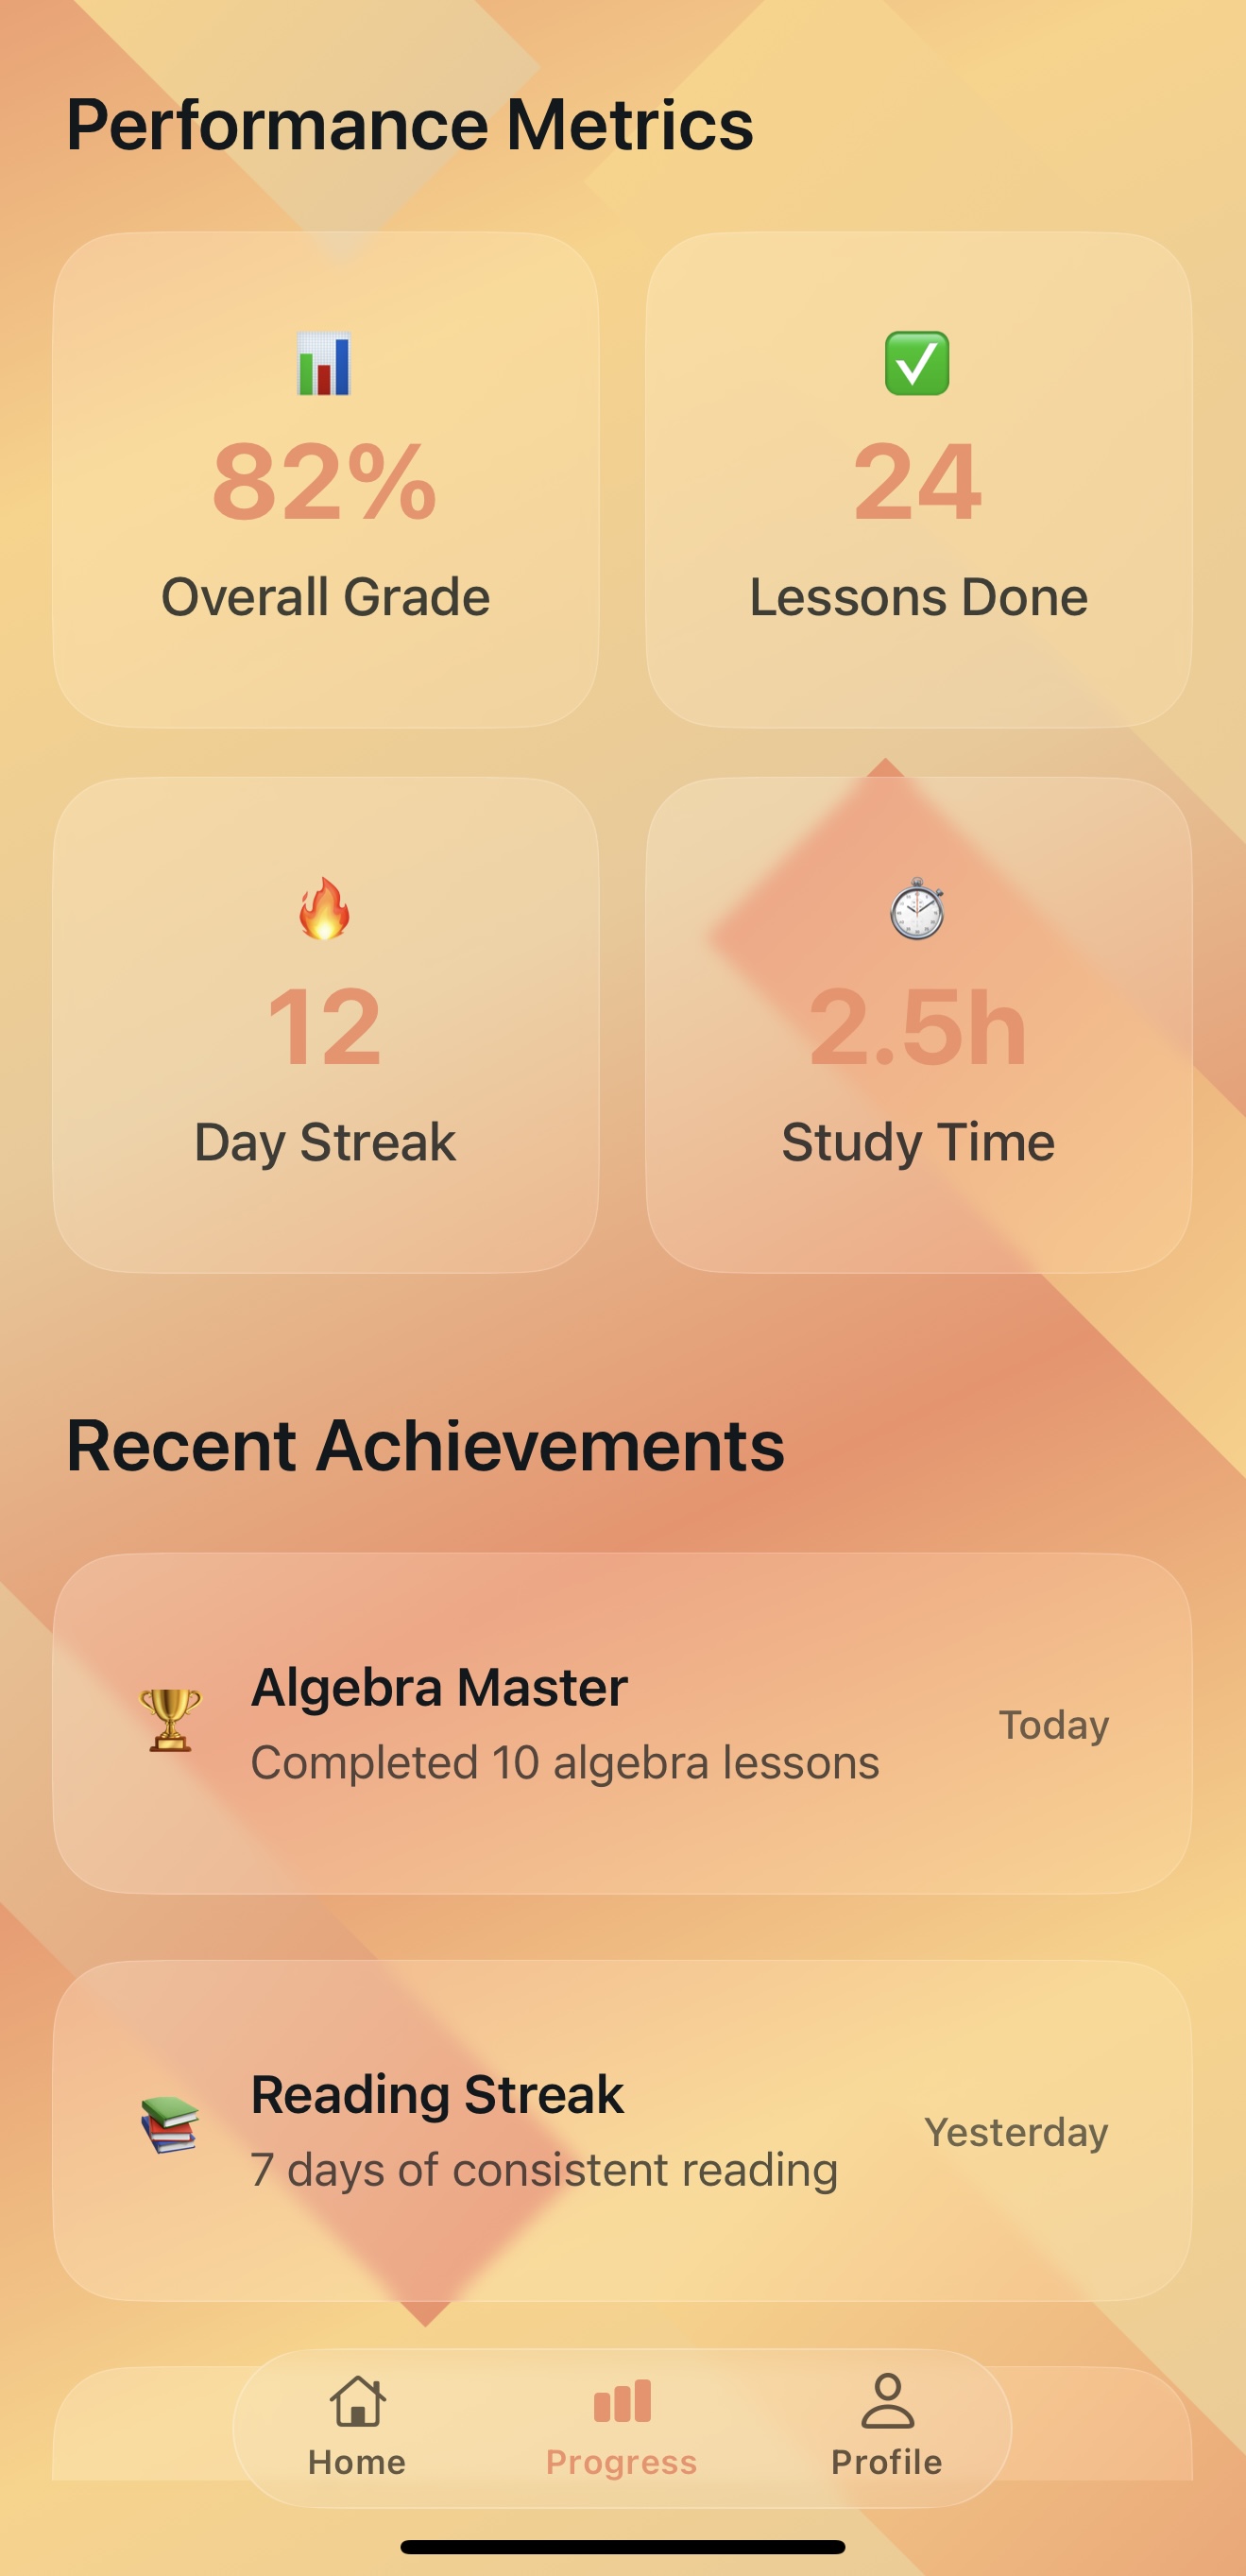 Performance Metrics
82%
Overall Grade
24
Lessons Done
12
Day Streak
2.5h
Study Time
Recent Achievements
Algebra Master
Completed 10 algebra lessons
Today
Reading Streak
7 days of consistent reading
Yesterday
Home
Progress
Profile